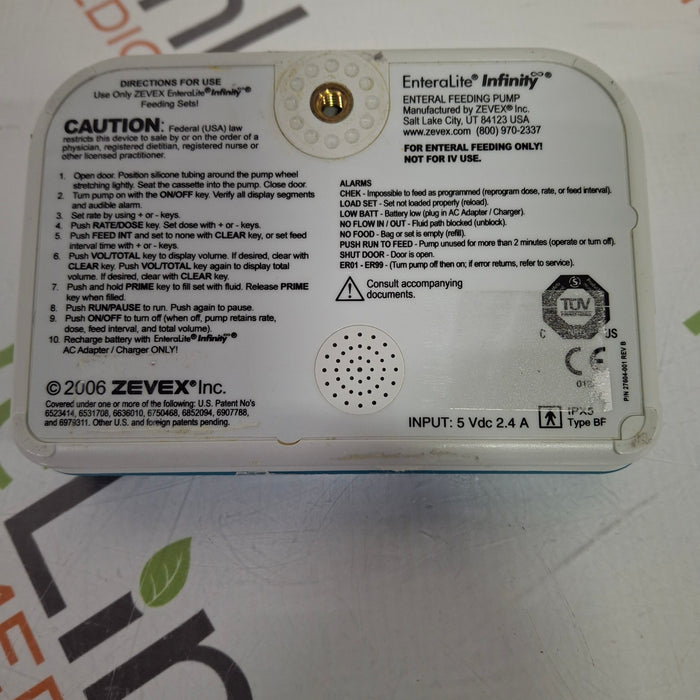 DIRECTIONS FOR USE
Use Only ZEVEX EnteraLite® Infinity∞®
Feeding Sets!
CAUTION: Federal (USA) law
restricts this device to sale by or on the order of a
physician, registered dietitian, registered nurse or
other licensed practitioner.
1. Open door. Position silicone tubing around the pump wheel
stretching lightly. Seat the cassette into the pump. Close door.
2. Turn pump on with the ON/OFF key. Verify all display segments
and audible alarm.
3. Set rate by using + or - keys.
4. Push RATE/DOSE key. Set dose with + or - keys.
5. Push FEED INT and set to none with CLEAR key, or set feed
interval time with + or - keys.
6. Push VOL/TOTAL key to display volume. If desired, clear with
CLEAR key. Push VOL/TOTAL key again to display total
volume. If desired, clear with CLEAR key.
7. Push and hold PRIME key to fill set with fluid. Release PRIME
key when filled.
8. Push RUN/PAUSE to run. Push again to pause.
9. Push ON/OFF to turn off (when off, pump retains rate,
dose, feed interval, and total volume).
10. Recharge battery with EnteraLite® Infinity∞®
AC Adapter / Charger ONLY!
© 2006 ZEVEX® Inc.
Covered under one or more of the following: U.S. Patent No's
6523414, 6531708, 6636010, 6750468, 6852094, 6907788,
and 6979311. Other U.S. and foreign patents pending.
EnteraLite® Infinity∞®
ENTERAL FEEDING PUMP
Manufactured by ZEVEX® Inc.
Salt Lake City, UT 84123 USA
www.zevex.com (800) 970-2337
FOR ENTERAL FEEDING ONLY!
NOT FOR IV USE.
ALARMS
CHEK - Impossible to feed as programmed (reprogram dose, rate, or feed interval).
LOAD SET - Set not loaded properly (reload).
LOW BATT - Battery low (plug in AC Adapter / Charger).
NO FLOW IN / OUT - Fluid path blocked (unblock).
NO FOOD - Bag or set is empty (refill).
PUSH RUN TO FEED - Pump unused for more than 2 minutes (operate or turn off).
SHUT DOOR - Door is open.
ER01 - ER99 - (Turn pump off then on; if error returns, refer to service).
Consult accompanying
documents.
TÜV
C US
CE
P/N 27604-001 REV B
INPUT: 5 Vdc 2.4 A
IPX5
Type BF